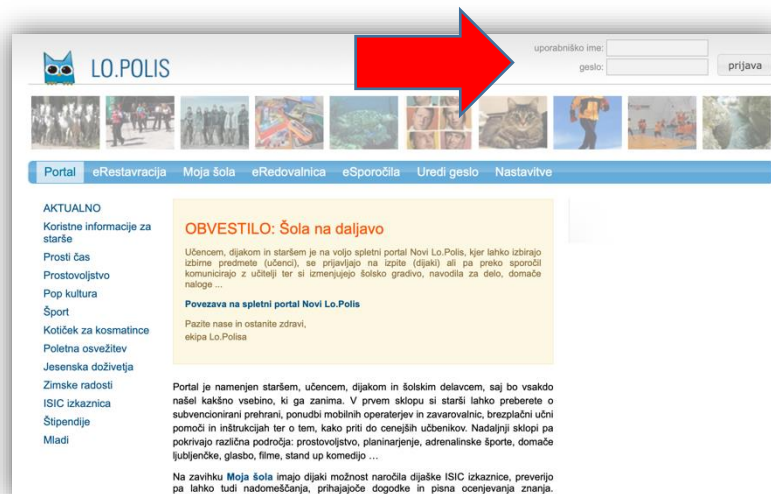 LO.POLIS
uporabniško ime:
geslo:
prijava
Portal eRestavracija Moja šola eRedovalnica eSporočila Uredi geslo Nastavitve
AKTUALNO
Koristne informacije za
starše
Prosti čas
Prostovoljstvo
Pop kultura
Šport
Kotiček za kosmatince
Poletna osvežitev
Jesenska doživetja
Zimske radosti
ISIC izkaznica
Štipendije
Mladi
OBVESTILO: Šola na daljavo
Učencem, dijakom in staršem je na voljo spletni portal Novi Lo.Polis, kjer lahko izbirajo
izbirne predmete (učenci), se prijavljajo na izpite (dijaki) ali pa preko sporočil
komunicirajo z učitelji ter si izmenjujejo šolsko gradivo, navodila za delo, domače
naloge ...
Povezava na spletni portal Novi Lo.Polis
Pazite nase in ostanite zdravi,
ekipa Lo.Polisa
Portal je namenjen staršem, učencem, dijakom in šolskim delavcem, saj bo vsakdo
našel kakšno vsebino, ki ga zanima. V prvem sklopu si starši lahko preberete o
subvencionirani prehrani, ponudbi mobilnih operaterjev in zavarovalnic, brezplačni učni
pomoči in inštrukcijah ter o tem, kako priti do cenejših učbenikov. Nadaljnji sklopi pa
pokrivajo različna področja: prostovoljstvo, planinarjenje, adrenalinske športe, domače
ljubljenčke, glasbo, filme, stand up komedijo ...
Na zavihku Moja šola imajo dijaki možnost naročila dijaške ISIC izkaznice, preverijo
pa lahko tudi nadomeščanja, prihajajoče dogodke in pisna ocenjevanja znanja.